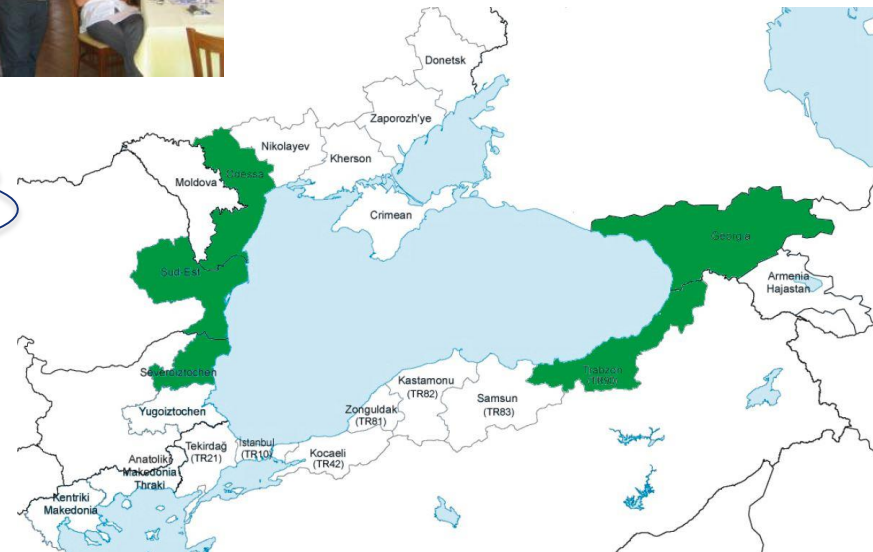 Donetsk
Zaporozh'ye
Nikolayev
Kherson
Odessa
Moldova
Crimean
Georgia
Sud-Est
Armenia
Hajastan
Severoiztochen
Trabzon
(TR90)
Kastamonu
(TR82)
Samsun
(TR83)
Yugoiztochen
Zonguldak
(TR81)
Tekirdağ
(TR21)
İstanbul
(TR10)
Kocaeli
(TR42)
Anatoliki
Makedonia
Thraki
Kentriki
Makedonia